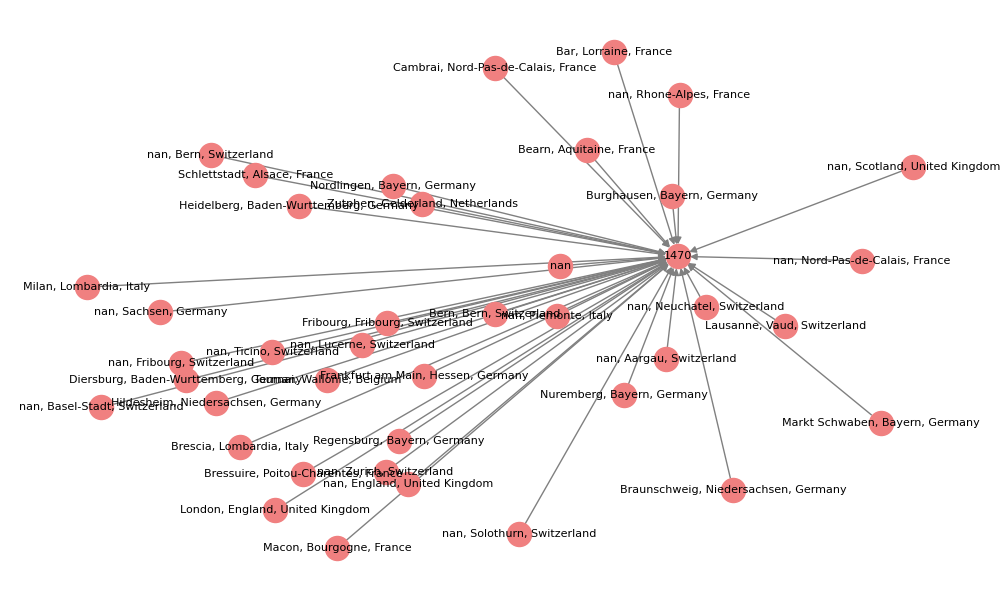 Bar, Lorraine, France
Cambrai, Nord-Pas-de-Calais, France
nan, Rhone-Alpes, France
Bearn, Aquitaine, France
nan, Bern, Switzerland
nan, Scotland, United Kingdom
Schlettstadt, Alsace, France
Nordlingen, Bayern, Germany
Burghausen, Bayern, Germany
Zutphen, Gelderland, Netherlands
Heidelberg, Baden-Wurttemberg, Germany
1470
nan, Nord-Pas-de-Calais, France
nan
Milan, Lombardia, Italy
nan, Neuchatel, Switzerland
nan, Sachsen, Germany
Bern, Bern, Switzerland
nan, Piemonte, Italy
Fribourg, Fribourg, Switzerland
Lausanne, Vaud, Switzerland
nan, Lucerne, Switzerland
nan, Ticino, Switzerland
nan, Aargau, Switzerland
nan, Fribourg, Switzerland
Frankfurt am Main, Hessen, Germany
Diersburg, Baden-Wurttemberg, Germany
Tournai, Wallonie, Belgium
Nuremberg, Bayern, Germany
Hildesheim, Niedersachsen, Germany
nan, Basel-Stadt, Switzerland
Markt Schwaben, Bayern, Germany
Regensburg, Bayern, Germany
Brescia, Lombardia, Italy
nan, Zurich, Switzerland
Bressuire, Poitou-Charentes, France
nan, England, United Kingdom
Braunschweig, Niedersachsen, Germany
London, England, United Kingdom
nan, Solothurn, Switzerland
Macon, Bourgogne, France